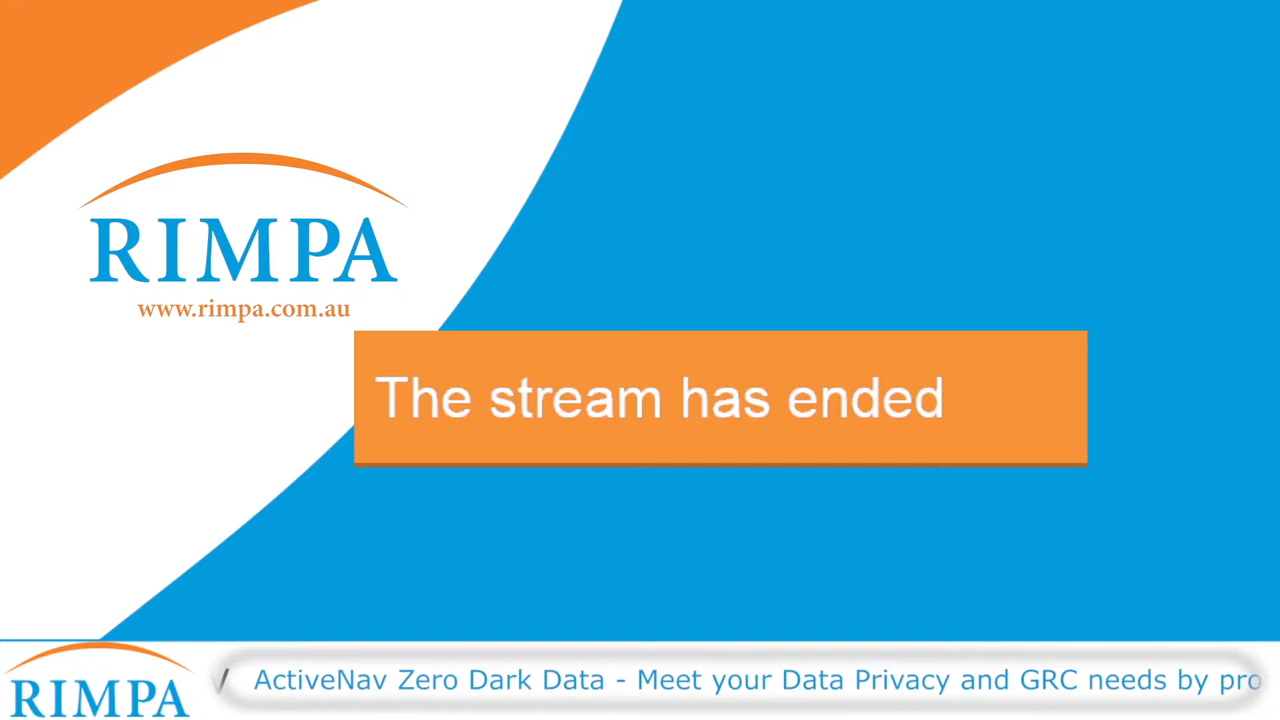 RIMPA
www.rimpa.com.au
The stream has ended
RIMPA
/ ActiveNav Zero Dark Data - Meet your Data Privacy and GRC needs by pro